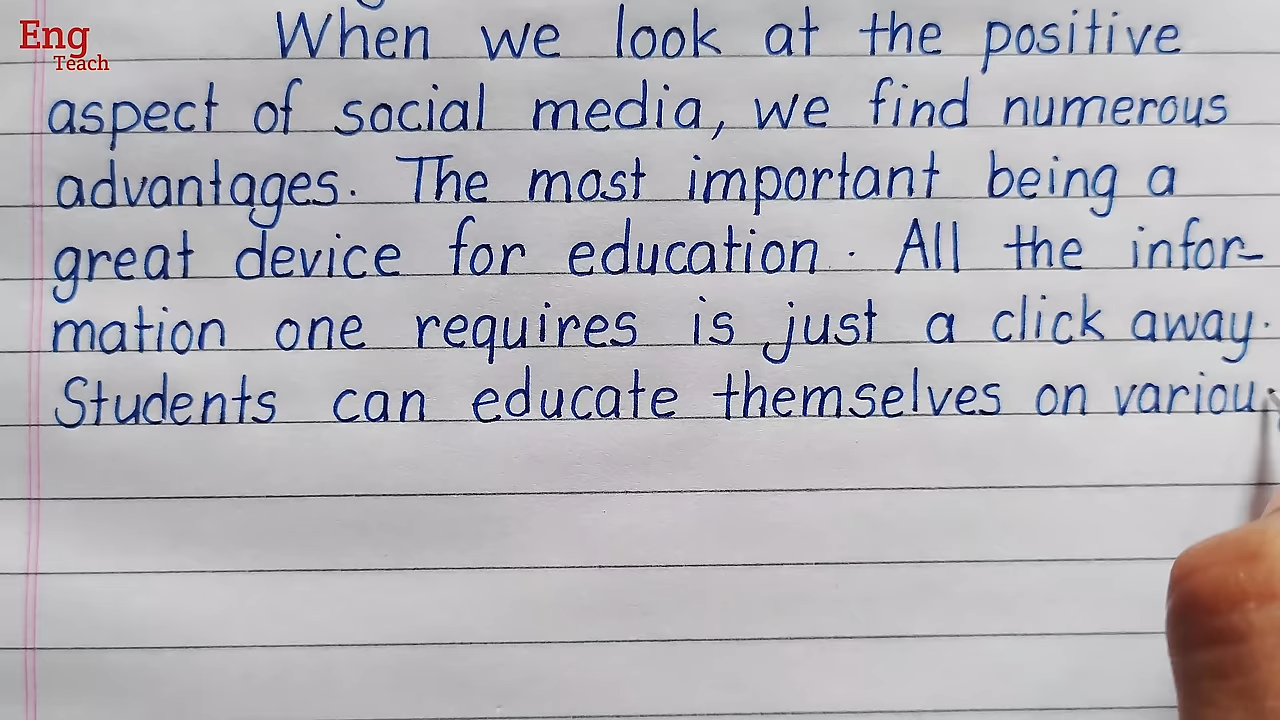 Eng
Teach
When we look at the positive
aspect of social media, we find numerous
advantages. The most important being a
great device for education. All the infor-
mation one requires is just a click away.
Students can educate themselves on variou